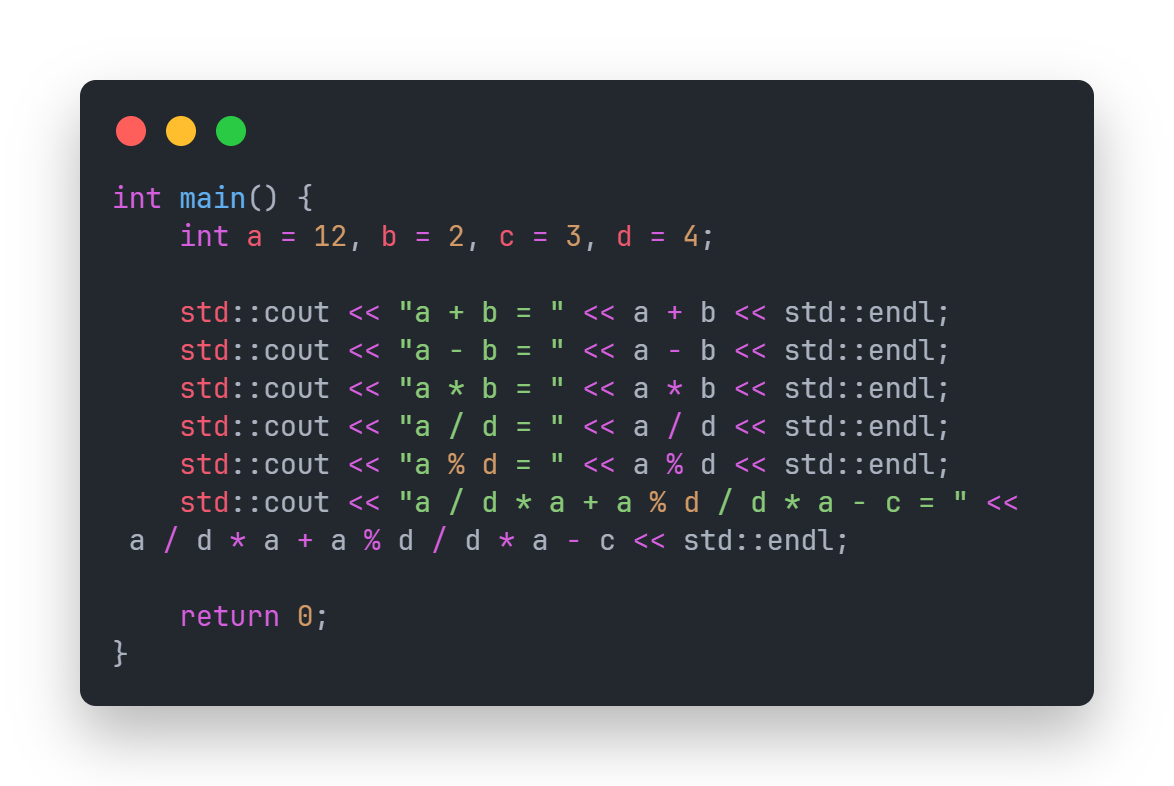 int main() {
    int a = 12, b = 2, c = 3, d = 4;

    std::cout << "a + b = " << a + b << std::endl;
    std::cout << "a - b = " << a - b << std::endl;
    std::cout << "a * b = " << a * b << std::endl;
    std::cout << "a / d = " << a / d << std::endl;
    std::cout << "a % d = " << a % d << std::endl;
    std::cout << "a / d * a + a % d / d * a - c = " <<
 a / d * a + a % d / d * a - c << std::endl;

    return 0;
}